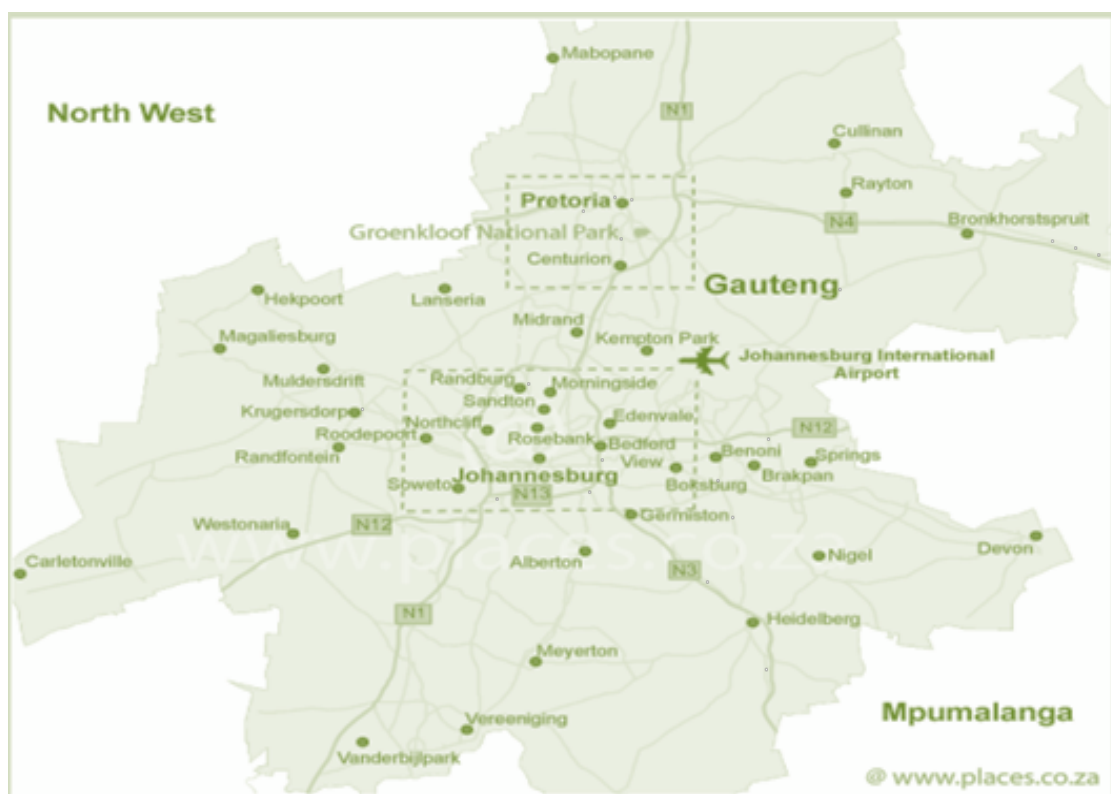 Mabopane
North West
N1
Cullinan
Rayton
Pretoria
N4
Bronkhorstspruit
Groenkloof National Park
Centurion
Gauteng
Hekpoort
Lanseria
Midrand
Magaliesburg
Kempton Park
Johannesburg International
Airport
Muldersdrift
Randburg
Morningside
Sandton
Krugersdorp
Northcliff
Edenvale
N12
Roodepoort
Rosebank
Bedford
View
Randfontein
Benoni
Springs
Brakpan
Johannesburg
Boksburg
Soweto
N13
Germiston
Westonaria
N12
www.places.co.za
Carletonville
Alberton
N3
Nigel
Devon
N1
Heidelberg
Meyerton
Mpumalanga
Vereeniging
Vanderbijlpark
@ www.places.co.za